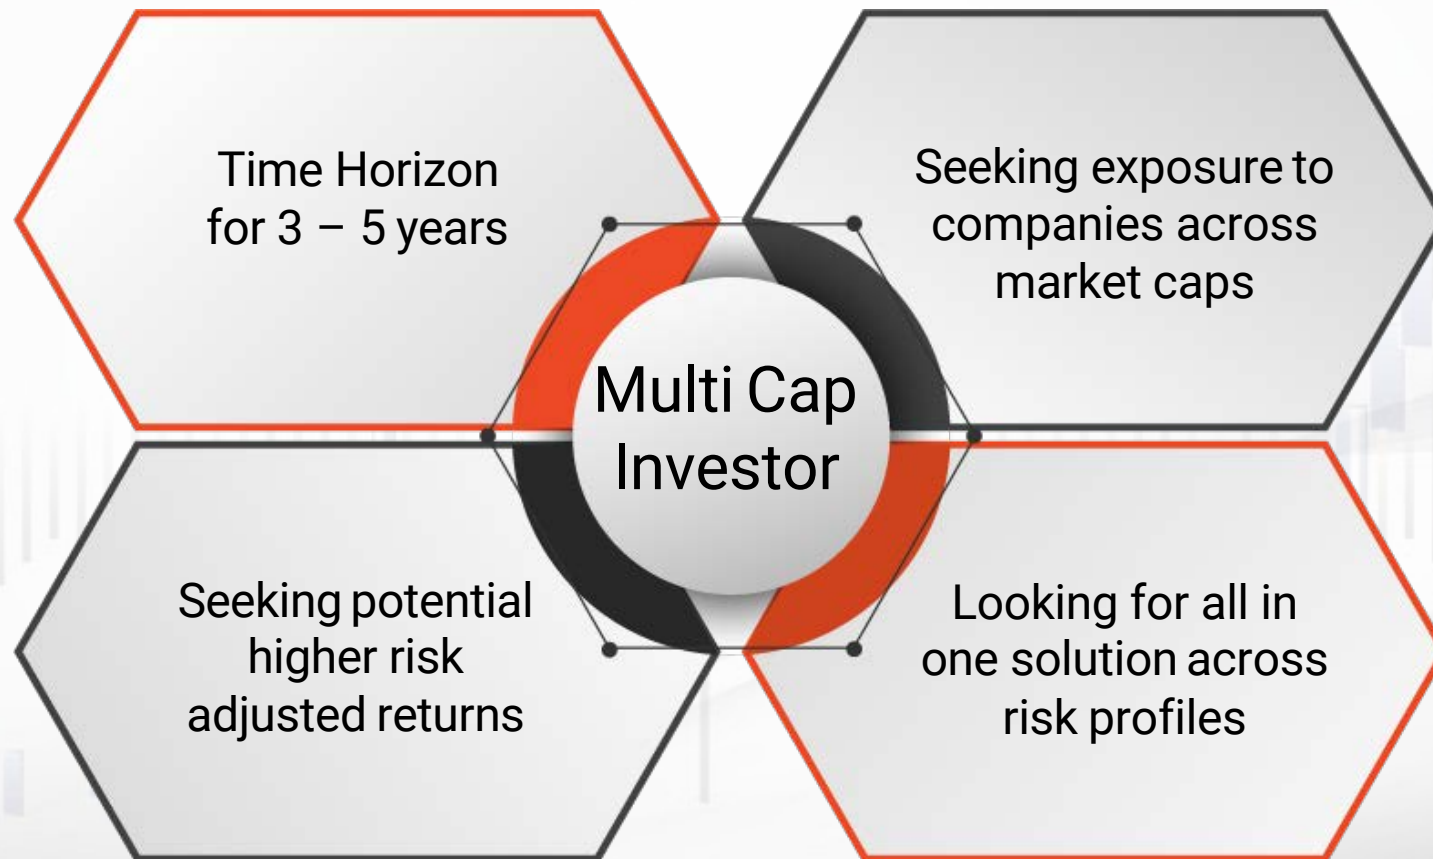 Time Horizon
for 3 – 5 years
Seeking exposure to
companies across
market caps
Multi Cap
Investor
Seeking potential
higher risk
adjusted returns
Looking for all in
one solution across
risk profiles